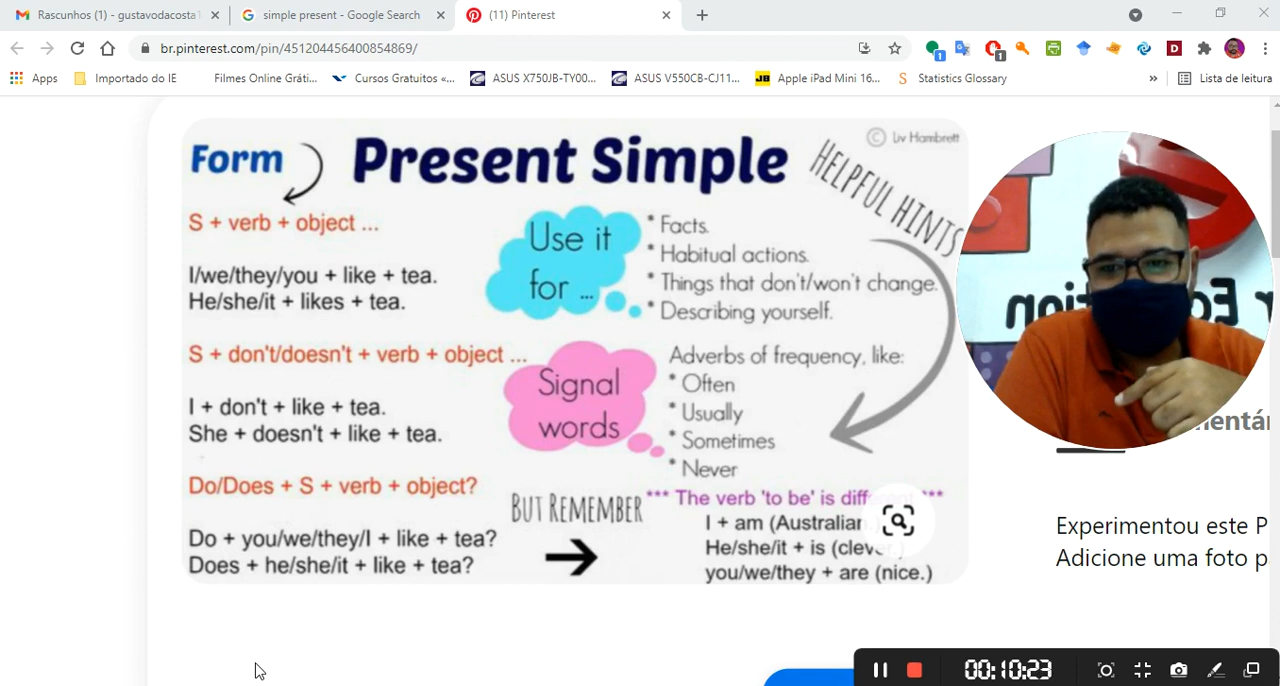 Rascunhos (1) - gustavodacosta1
simple present - Google Search
(11) Pinterest
br.pinterest.com/pin/451204456400854869/
1
1
Apps
Importado do IE
Filmes Online Gráti...
Cursos Gratuitos «...
ASUS X750JB-TY00...
ASUS V550CB-CJ11...
JB
Apple iPad Mini 16...
S
Statistics Glossary
»
Lista de leitura
Form
Present Simple
© Liv Hambrett
HELPFUL HINTS
S + verb + object ...
I/we/they/you + like + tea.
He/she/it + likes + tea.
Use it
for ...
* Facts.
* Habitual actions.
* Things that don't/won't change.
* Describing yourself.
S + don't/doesn't + verb + object ...
I + don't + like + tea.
She + doesn't + like + tea.
Signal
words
Adverbs of frequency, like:
* Often
* Usually
* Sometimes
* Never
Do/Does + S + verb + object?
Do + you/we/they/I + like + tea?
Does + he/she/it + like + tea?
BUT REMEMBER
*** The verb 'to be' is diff ***
I + am (Australian
He/she/it + is (clever.)
you/we/they + are (nice.)
Experimentou este P
Adicione uma foto p
00:10:23